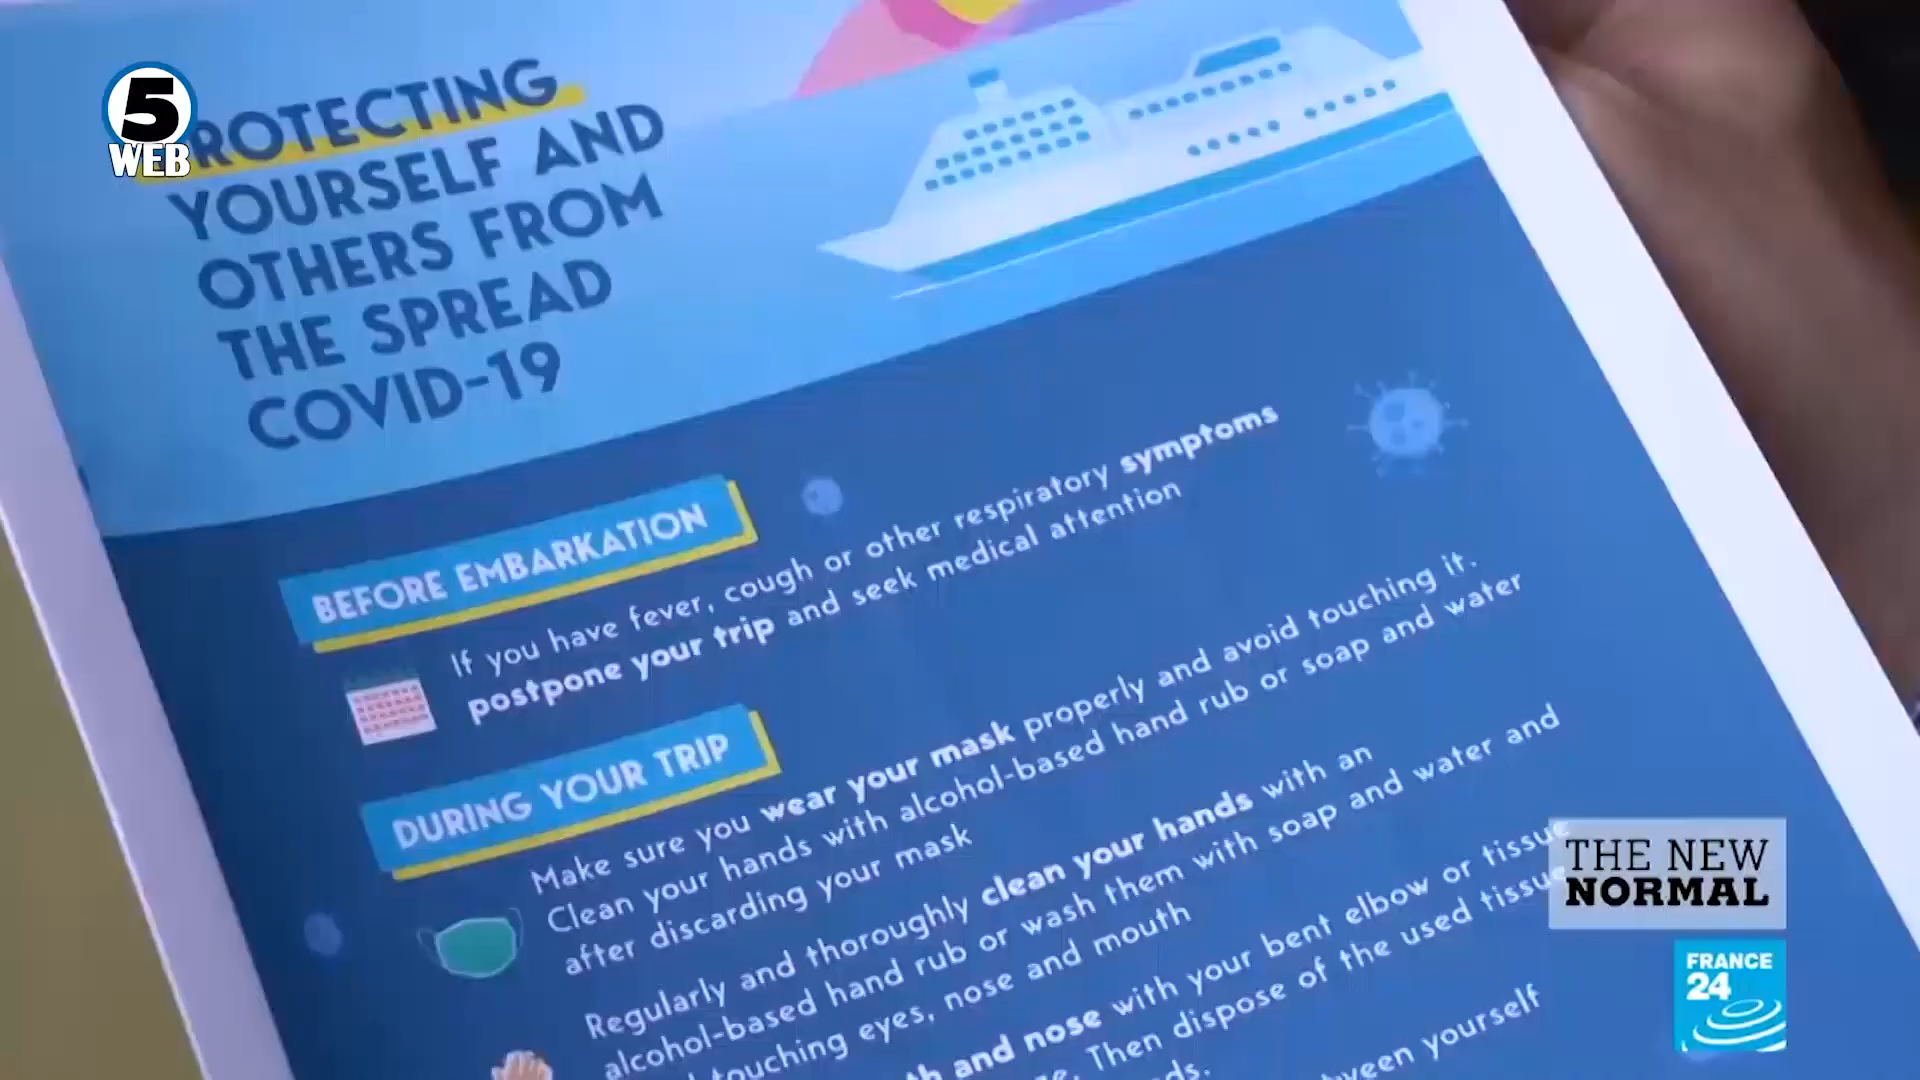 5
WEB
ROTECTING
YOURSELF AND
OTHERS FROM
THE SPREAD
COVID-19
BEFORE EMBARKATION
If you have fever, cough or other respiratory symptoms
postpone your trip and seek medical attention
DURING YOUR TRIP
Make sure you wear your mask properly and avoid touching it.
Clean your hands with alcohol-based hand rub or soap and water
after discarding your mask
Regularly and thoroughly clean your hands with an
alcohol-based hand rub or wash them with soap and water and
touching eyes, nose and mouth
and nose with your bent elbow or tissue
Then dispose of the used tissue
yourself
THE NEW
NORMAL
FRANCE
24